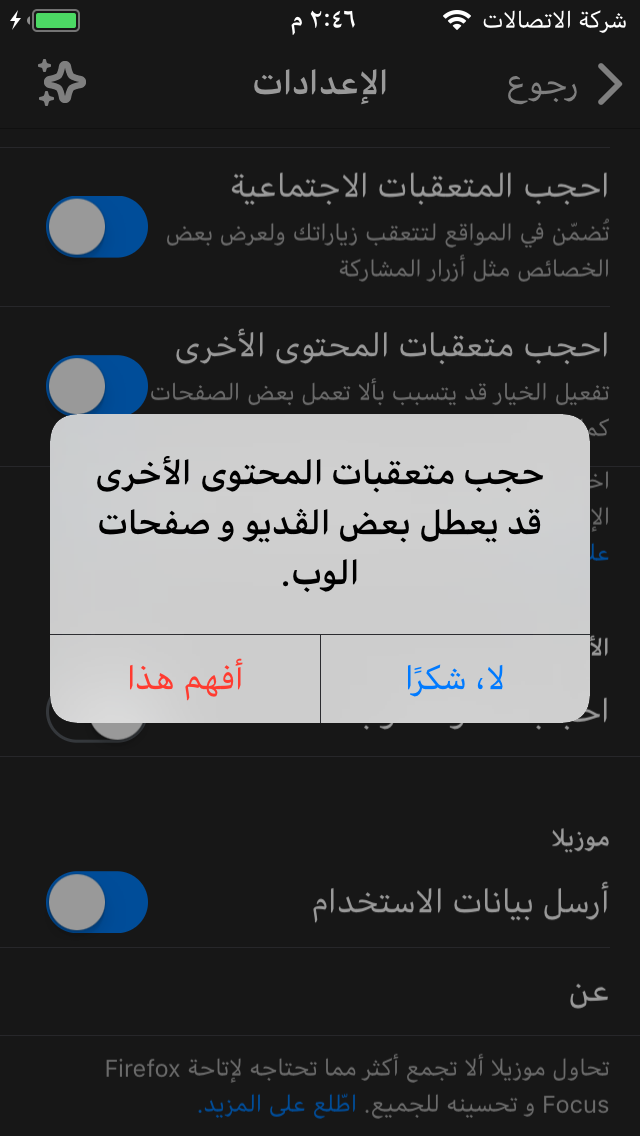 شركة الاتصالات ٢:٤٦ م
رجوع الإعدادات
احجب المتعقبات الاجتماعية
تُضمّن في المواقع لتتعقب زياراتك ولعرض بعض
الخصائص مثل أزرار المشاركة
احجب متعقبات المحتوى الأخرى
تفعيل الخيار قد يتسبب بألا تعمل بعض الصفحات
حجب متعقبات المحتوى الأخرى
قد يعطل بعض الڤديو و صفحات
الوب.
لا، شكرًا أفهم هذا
موزيلا
أرسل بيانات الاستخدام
عن
تحاول موزيلا ألا تجمع أكثر مما تحتاجه لإتاحة Firefox
Focus و تحسينه للجميع. اطّلع على المزيد.